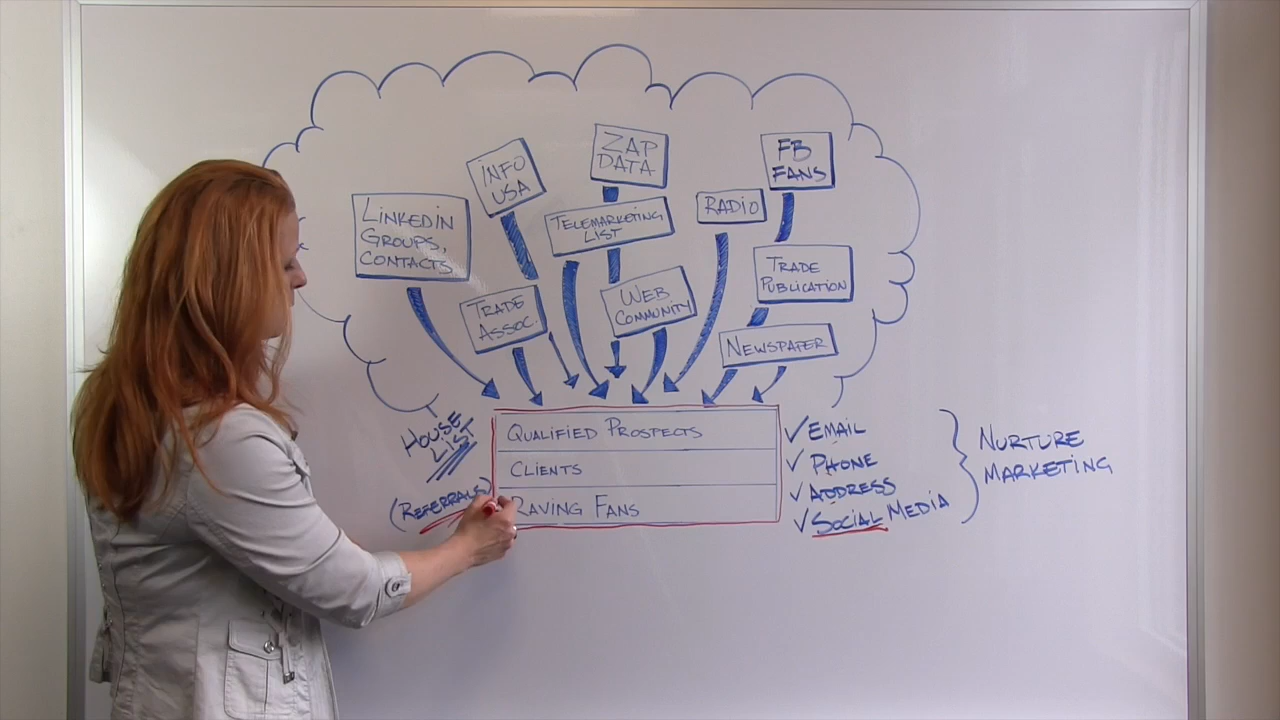 LINKEDIN
GROUPS,
CONTACTS
INFO
USA
ZAP
DATA
TELEMARKETING
LIST
RADIO
FB
FANS
TRADE
ASSOC.
WEB
COMMUNITY
TRADE
PUBLICATION
NEWSPAPER
HOUSE
LIST
(REFERRALS)
QUALIFIED PROSPECTS
CLIENTS
RAVING FANS
✓ EMAIL
✓ PHONE
✓ ADDRESS
✓ SOCIAL MEDIA
NURTURE
MARKETING